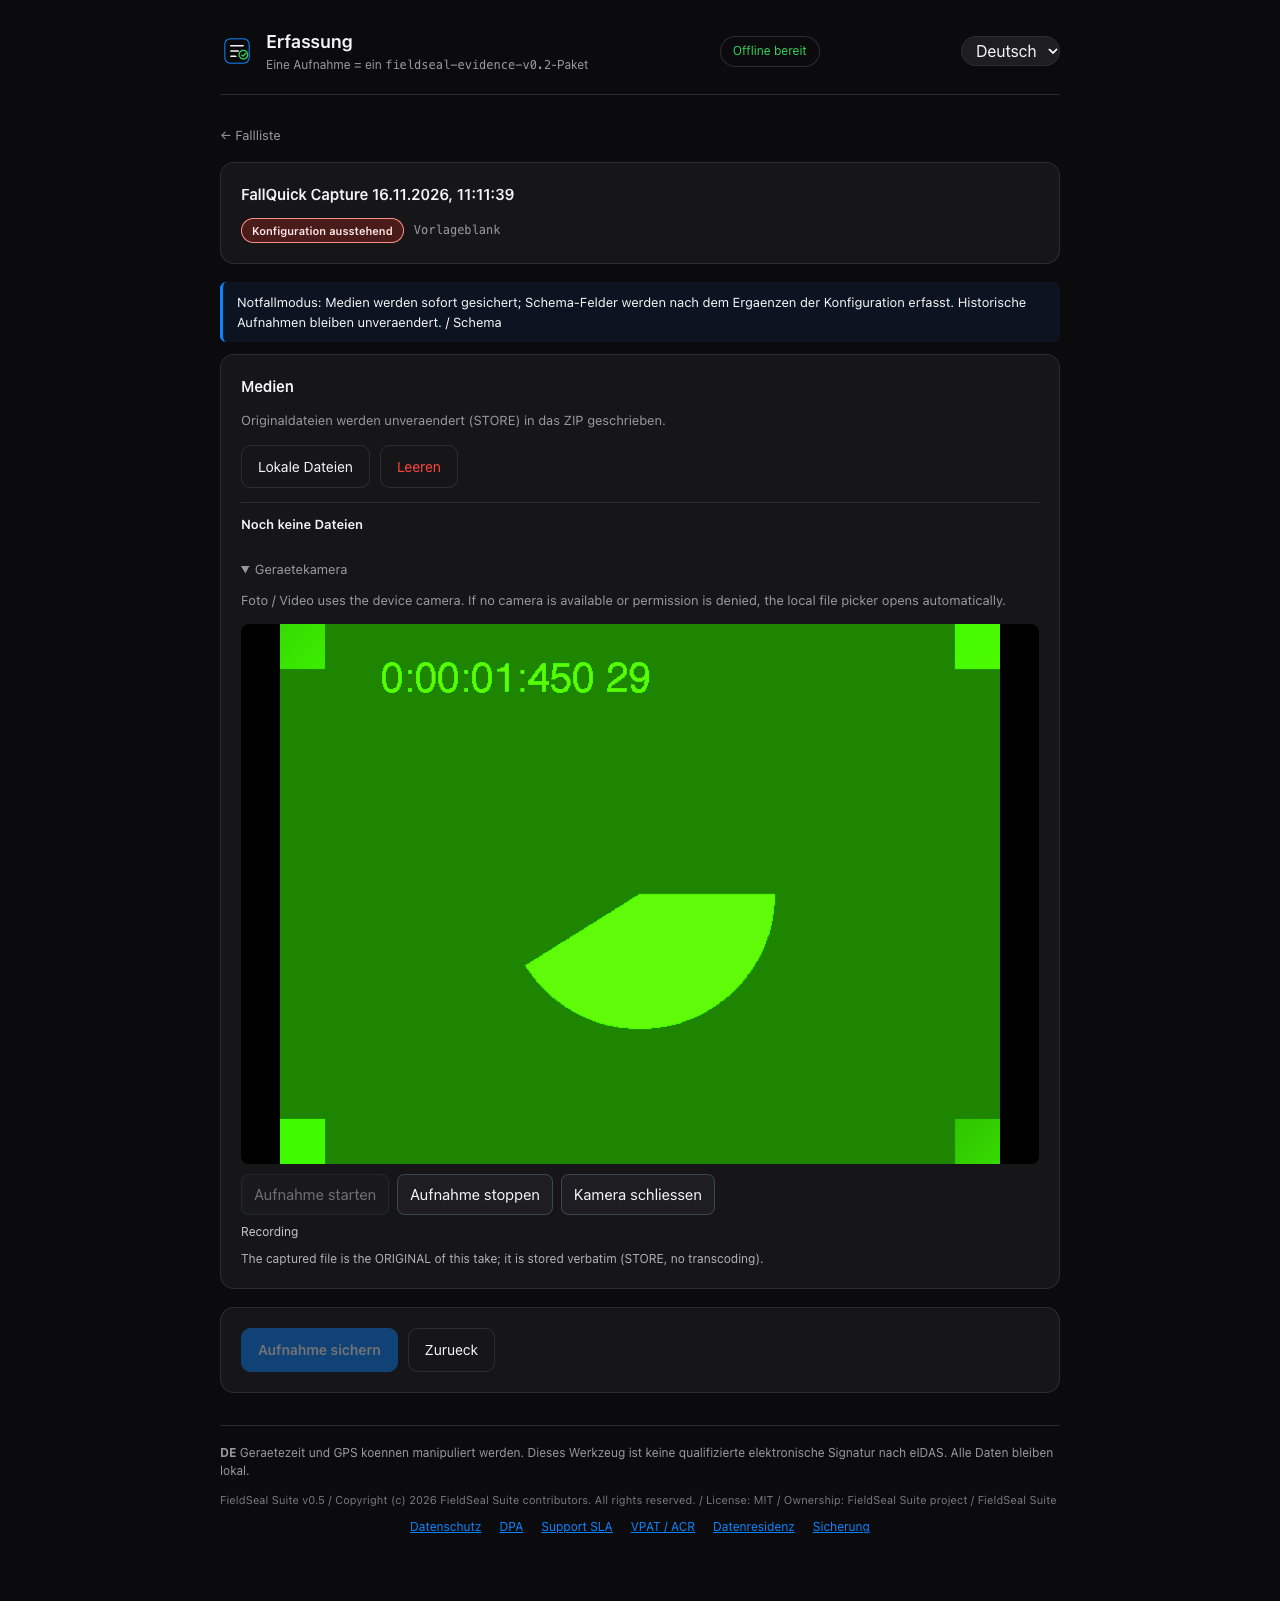 Erfassung
Eine Aufnahme = ein fieldseal-evidence-v0.2-Paket
Offline bereit
Deutsch
← Fallliste
FallQuick Capture 16.11.2026, 11:11:39
Konfiguration ausstehend
Vorlageblank
Notfallmodus: Medien werden sofort gesichert; Schema-Felder werden nach dem Ergaenzen der Konfiguration erfasst. Historische
Aufnahmen bleiben unveraendert. / Schema
Medien
Originaldateien werden unveraendert (STORE) in das ZIP geschrieben.
Lokale Dateien
Leeren
Noch keine Dateien
▼ Geraetekamera
Foto / Video uses the device camera. If no camera is available or permission is denied, the local file picker opens automatically.
0:00:01:450 29
Aufnahme starten
Aufnahme stoppen
Kamera schliessen
Recording
The captured file is the ORIGINAL of this take; it is stored verbatim (STORE, no transcoding).
Aufnahme sichern
Zurueck
DE Geraetezeit und GPS koennen manipuliert werden. Dieses Werkzeug ist keine qualifizierte elektronische Signatur nach eIDAS. Alle Daten bleiben
lokal.
FieldSeal Suite v0.5 / Copyright (c) 2026 FieldSeal Suite contributors. All rights reserved. / License: MIT / Ownership: FieldSeal Suite project / FieldSeal Suite
Datenschutz
DPA
Support SLA
VPAT / ACR
Datenresidenz
Sicherung